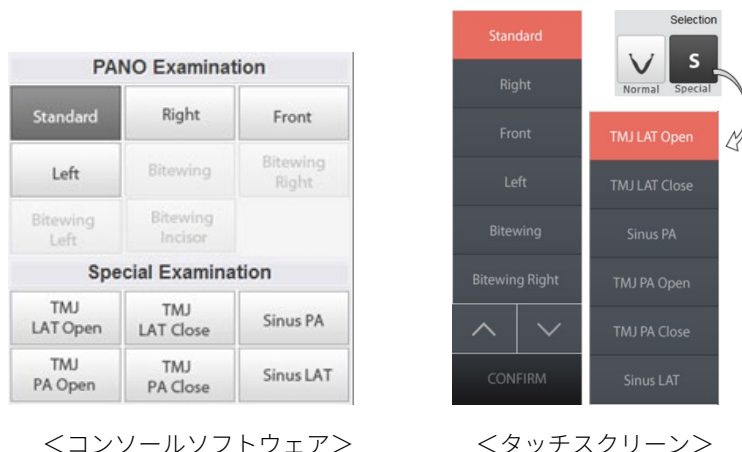 PANO Examination
Standard
Right
Front
Left
Bitewing
Bitewing
Right
Bitewing
Left
Bitewing
Incisor
Special Examination
TMJ
LAT Open
TMJ
LAT Close
Sinus PA
TMJ
PA Open
TMJ
PA Close
Sinus LAT
<コンソールソフトウェア>
Standard
Right
Front
Left
Bitewing
Bitewing Right
CONFIRM
Selection
S
Normal
Special
TMJ LAT Open
TMJ LAT Close
Sinus PA
TMJ PA Open
TMJ PA Close
Sinus LAT
<タッチスクリーン>